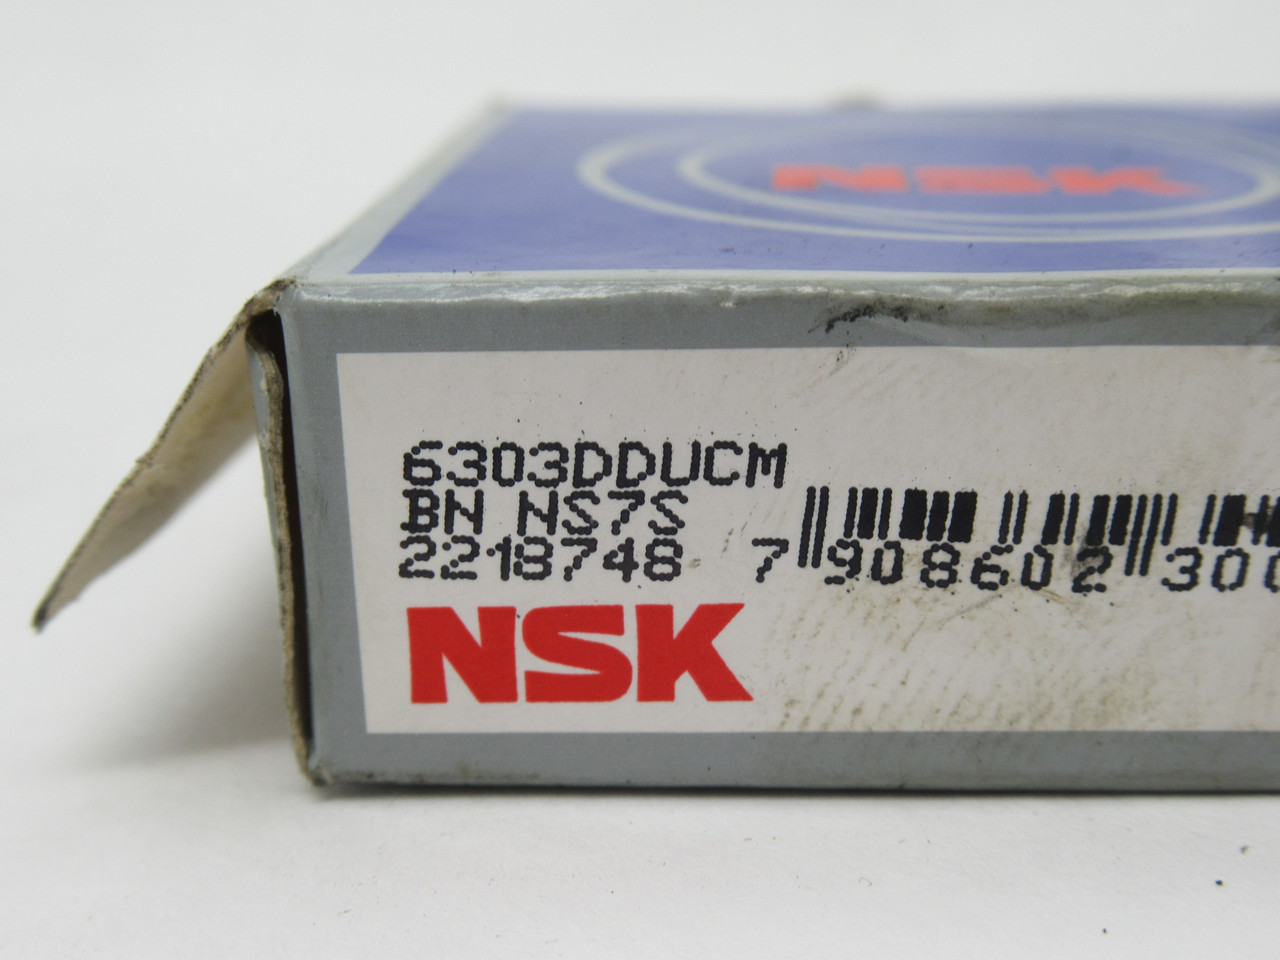 NSK
6303DDUCM
BN NS7S
2218748 7 908602 300
NSK